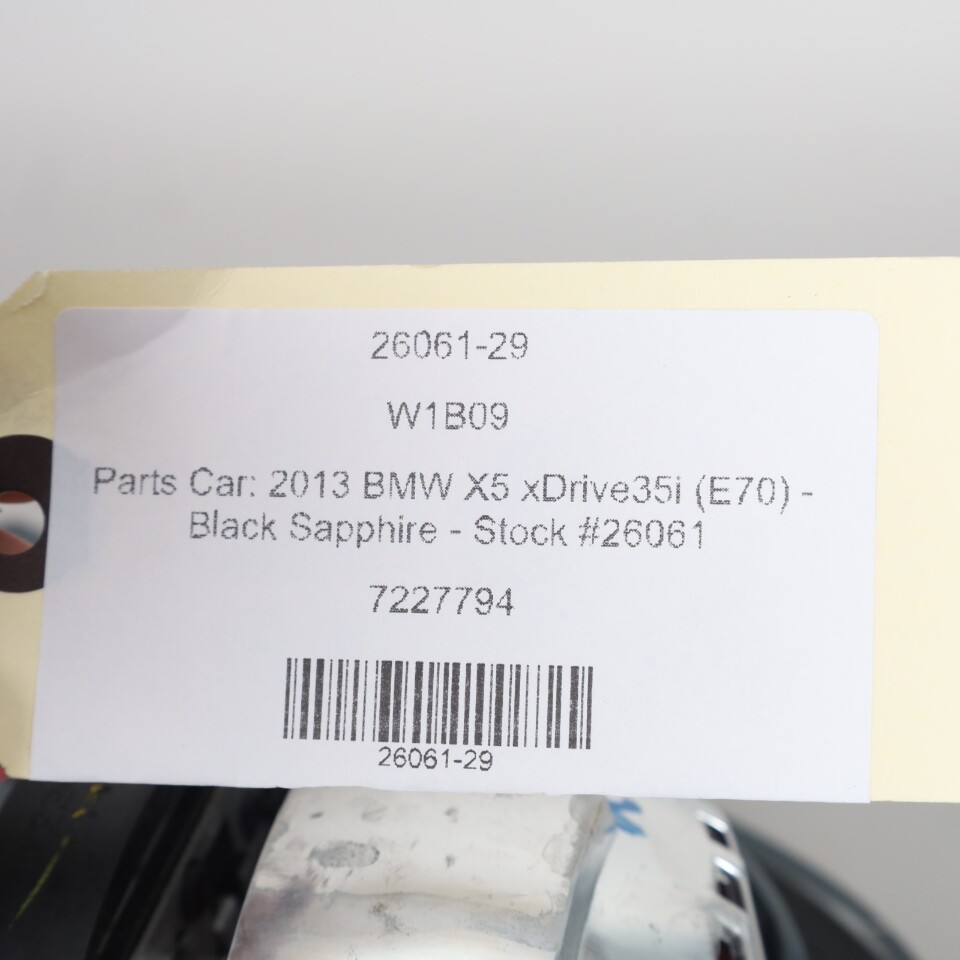 26061-29
W1B09
Parts Car: 2013 BMW X5 xDrive35i (E70) -
Black Sapphire - Stock #26061
7227794
26061-29